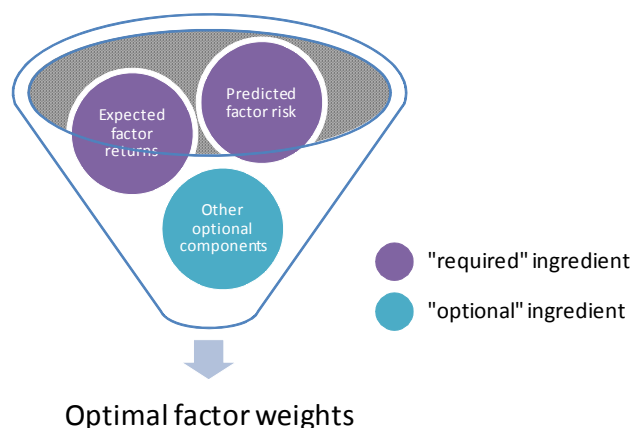 Predicted
factor risk
Expected
factor
returns
Other
optional
components
"required" ingredient
"optional" ingredient
Optimal factor weights